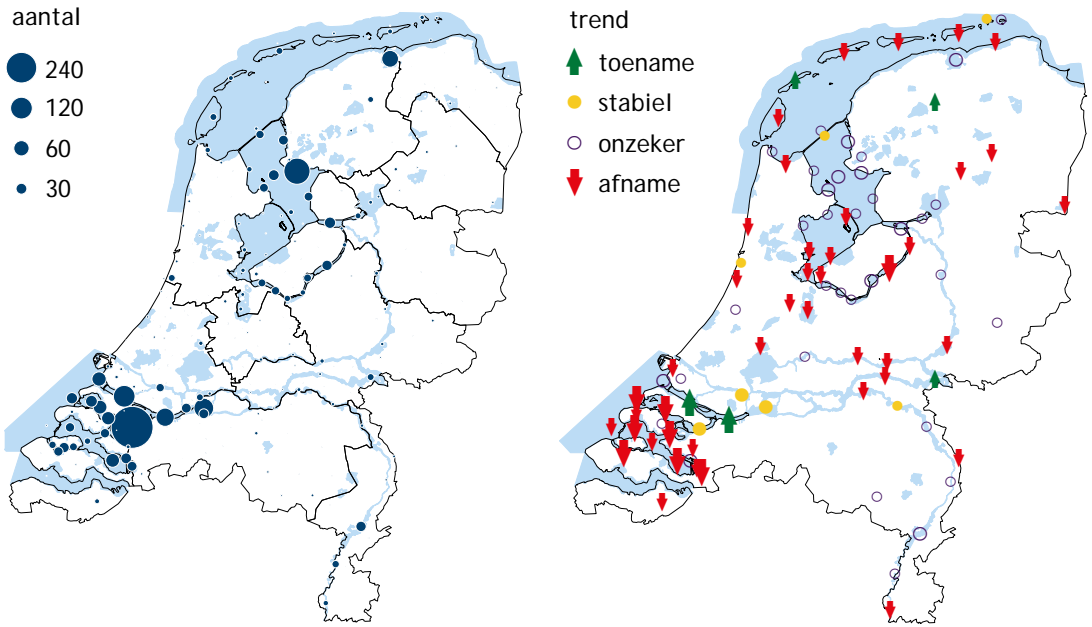 aantal
240
120
60
30
trend
toename
stabiel
onzeker
afname